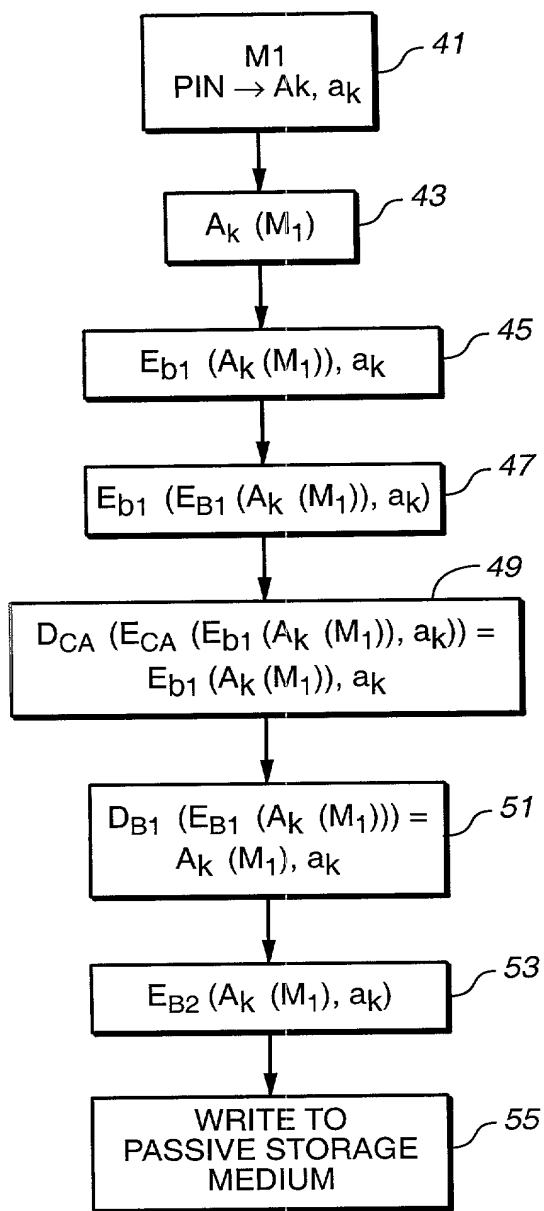 M1
PIN → Ak, ak
41
Ak (M1)
43
Eb1 (Ak (M1)), ak
45
Eb1 (EB1 (Ak (M1)), ak)
47
DCA (ECA (Eb1 (Ak (M1)), ak)) =
Eb1 (Ak (M1)), ak
49
DB1 (EB1 (Ak (M1))) =
Ak (M1), ak
51
EB2 (Ak (M1), ak)
53
WRITE TO
PASSIVE STORAGE
MEDIUM
55